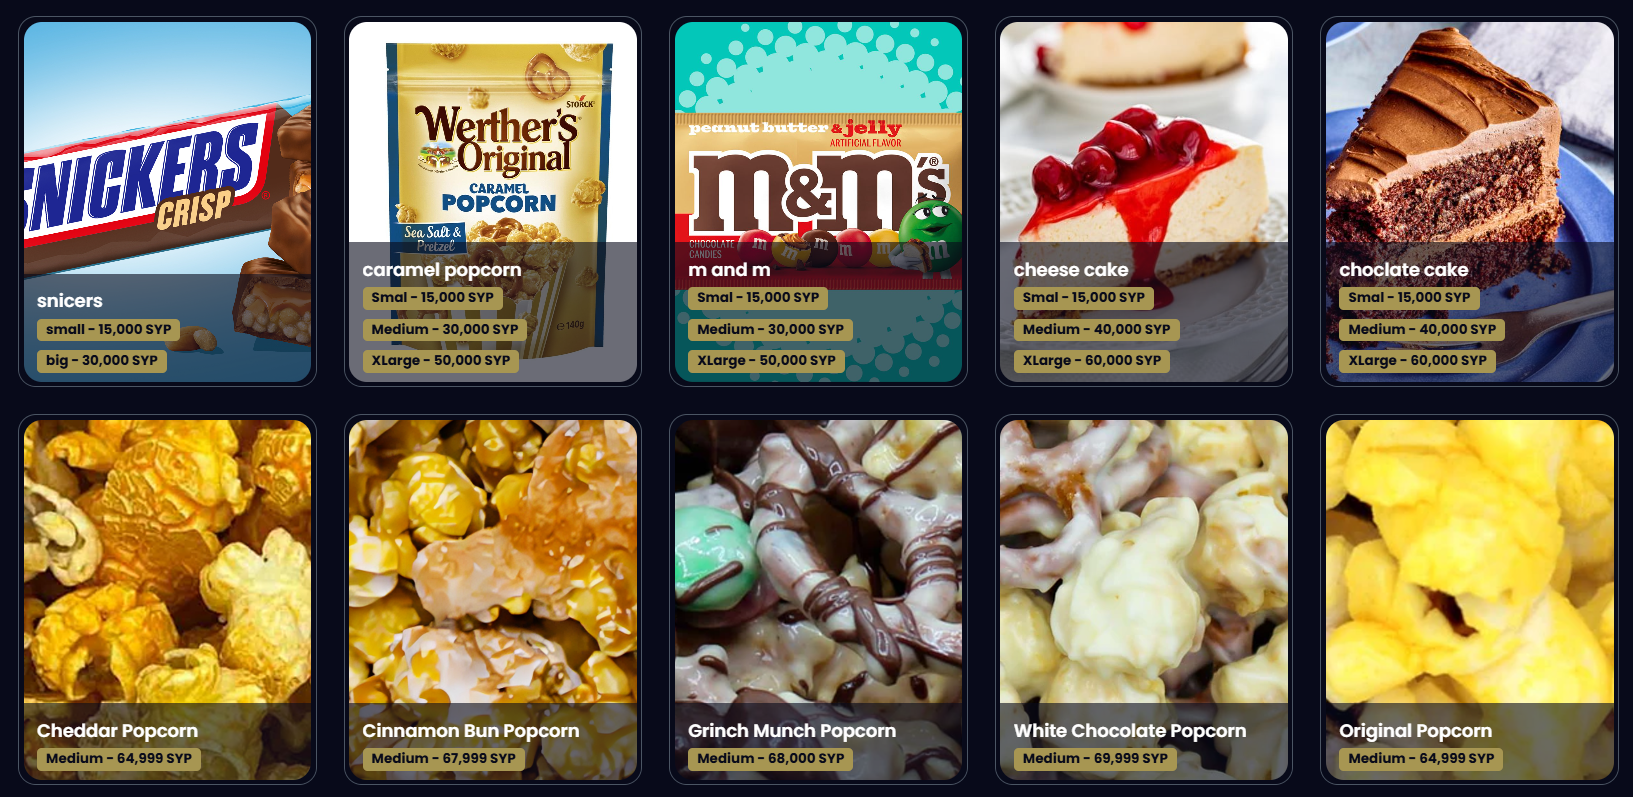 SNICKERS
CRISP
snicers
small - 15,000 SYP
big - 30,000 SYP
STORCK
Werther's
Original
CARAMEL
POPCORN
Sea Salt &
Pretzel
caramel popcorn
Smal - 15,000 SYP
Medium - 30,000 SYP
e 140g
XLarge - 50,000 SYP
peanut butter & jelly
ARTIFICIAL FLAVOR
m&m's®
CHOCOLATE
CANDIES
m and m
Smal - 15,000 SYP
Medium - 30,000 SYP
XLarge - 50,000 SYP
cheese cake
Smal - 15,000 SYP
Medium - 40,000 SYP
XLarge - 60,000 SYP
choclate cake
Smal - 15,000 SYP
Medium - 40,000 SYP
XLarge - 60,000 SYP
Cheddar Popcorn
Medium - 64,999 SYP
Cinnamon Bun Popcorn
Medium - 67,999 SYP
Grinch Munch Popcorn
Medium - 68,000 SYP
White Chocolate Popcorn
Medium - 69,999 SYP
Original Popcorn
Medium - 64,999 SYP